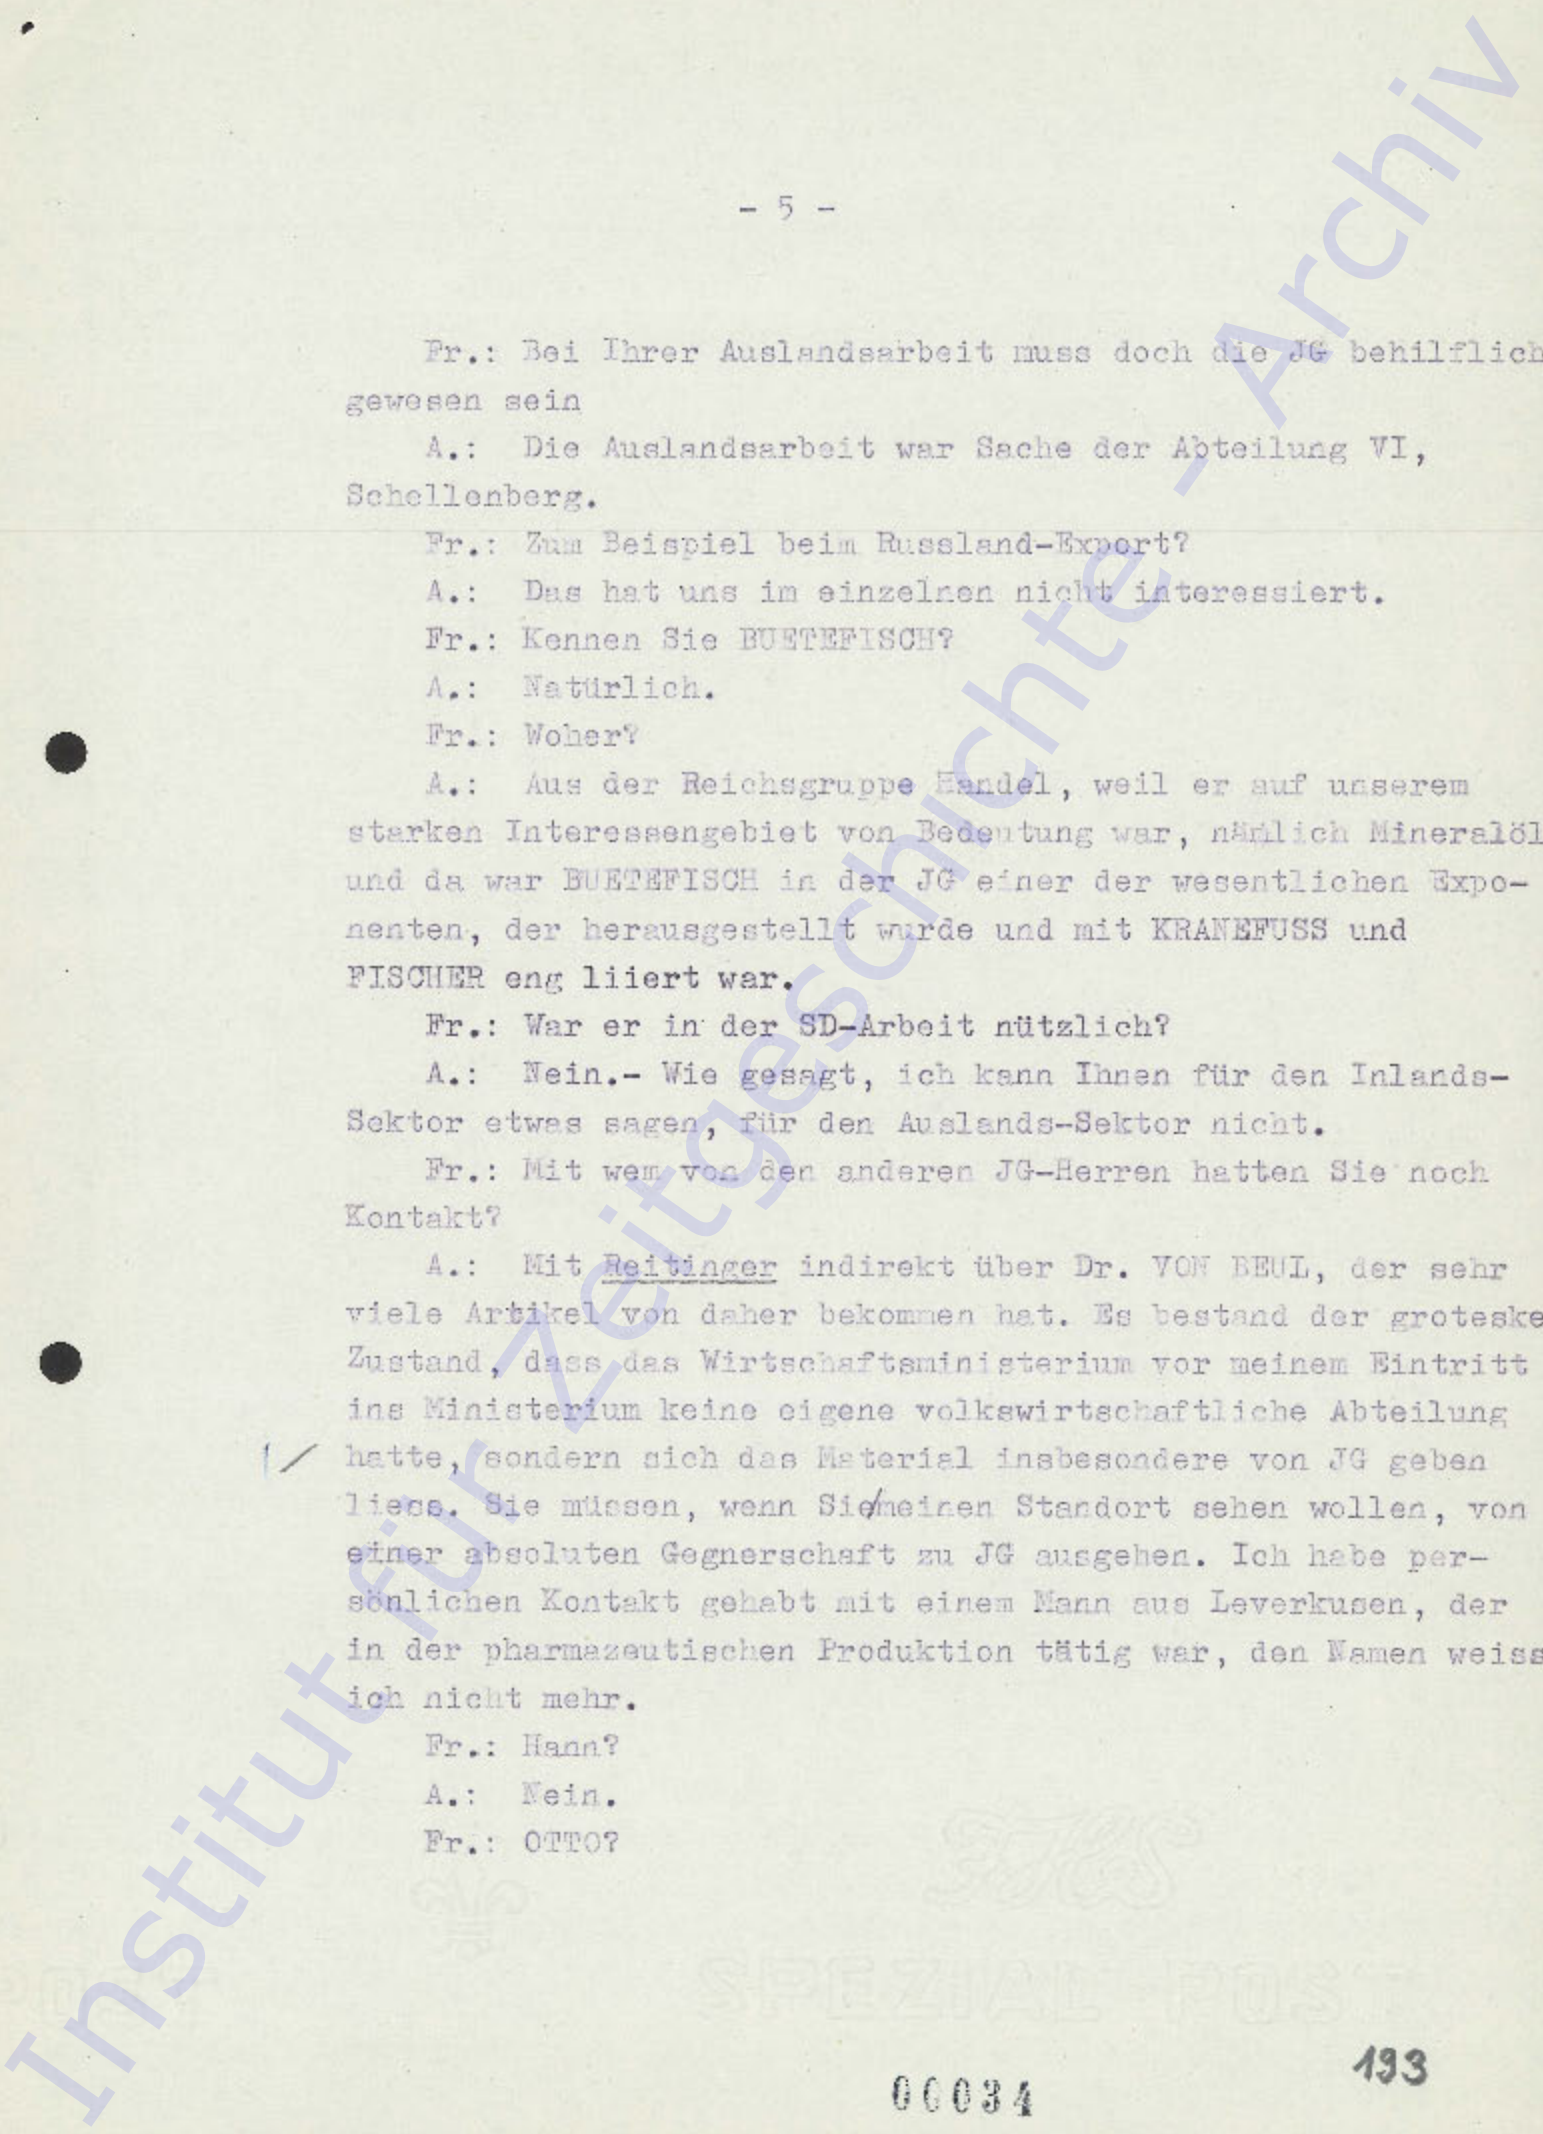 - 5 -
Fr.: Bei Ihrer Auslandsarbeit muss doch die JG behilflich
gewesen sein
A.: Die Auslandsarbeit war Sache der Abteilung VI,
Schellenberg.
Fr.: Zum Beispiel beim Russland-Export?
A.: Das hat uns im einzelnen nicht interessiert.
Fr.: Kennen Sie BUETEFISCH?
A.: Natürlich.
Fr.: Woher?
A.: Aus der Reichsgruppe Handel, weil er auf unserem
starken Interessengebiet von Bedeutung war, nämlich Mineralöl
und da war BUETEFISCH in der JG einer der wesentlichen Expo-
nenten, der herausgestellt wurde und mit KRANEFUSS und
FISCHER eng liiert war.
Fr.: War er in der SD-Arbeit nützlich?
A.: Nein.- Wie gesagt, ich kann Ihnen für den Inlands-
Sektor etwas sagen, für den Auslands-Sektor nicht.
Fr.: Mit wem von den anderen JG-Herren hatten Sie noch
Kontakt?
A.: Mit Reitinger indirekt über Dr. VON BEUL, der sehr
viele Artikel von daher bekommen hat. Es bestand der groteske
Zustand, dass das Wirtschaftsministerium vor meinem Eintritt
ins Ministerium keine eigene volkswirtschaftliche Abteilung
hatte, sondern sich das Material insbesondere von JG geben
liess. Sie müssen, wenn Sie/meinen Standort sehen wollen, von
einer absoluten Gegnerschaft zu JG ausgehen. Ich habe per-
sönlichen Kontakt gehabt mit einem Mann aus Leverkusen, der
in der pharmazeutischen Produktion tätig war, den Namen weiss
ich nicht mehr.
Fr.: Hann?
A.: Nein.
Fr.: OTTO?
SPEZIAL POST
193
00034
Institut für Zeitgeschichte - Archiv